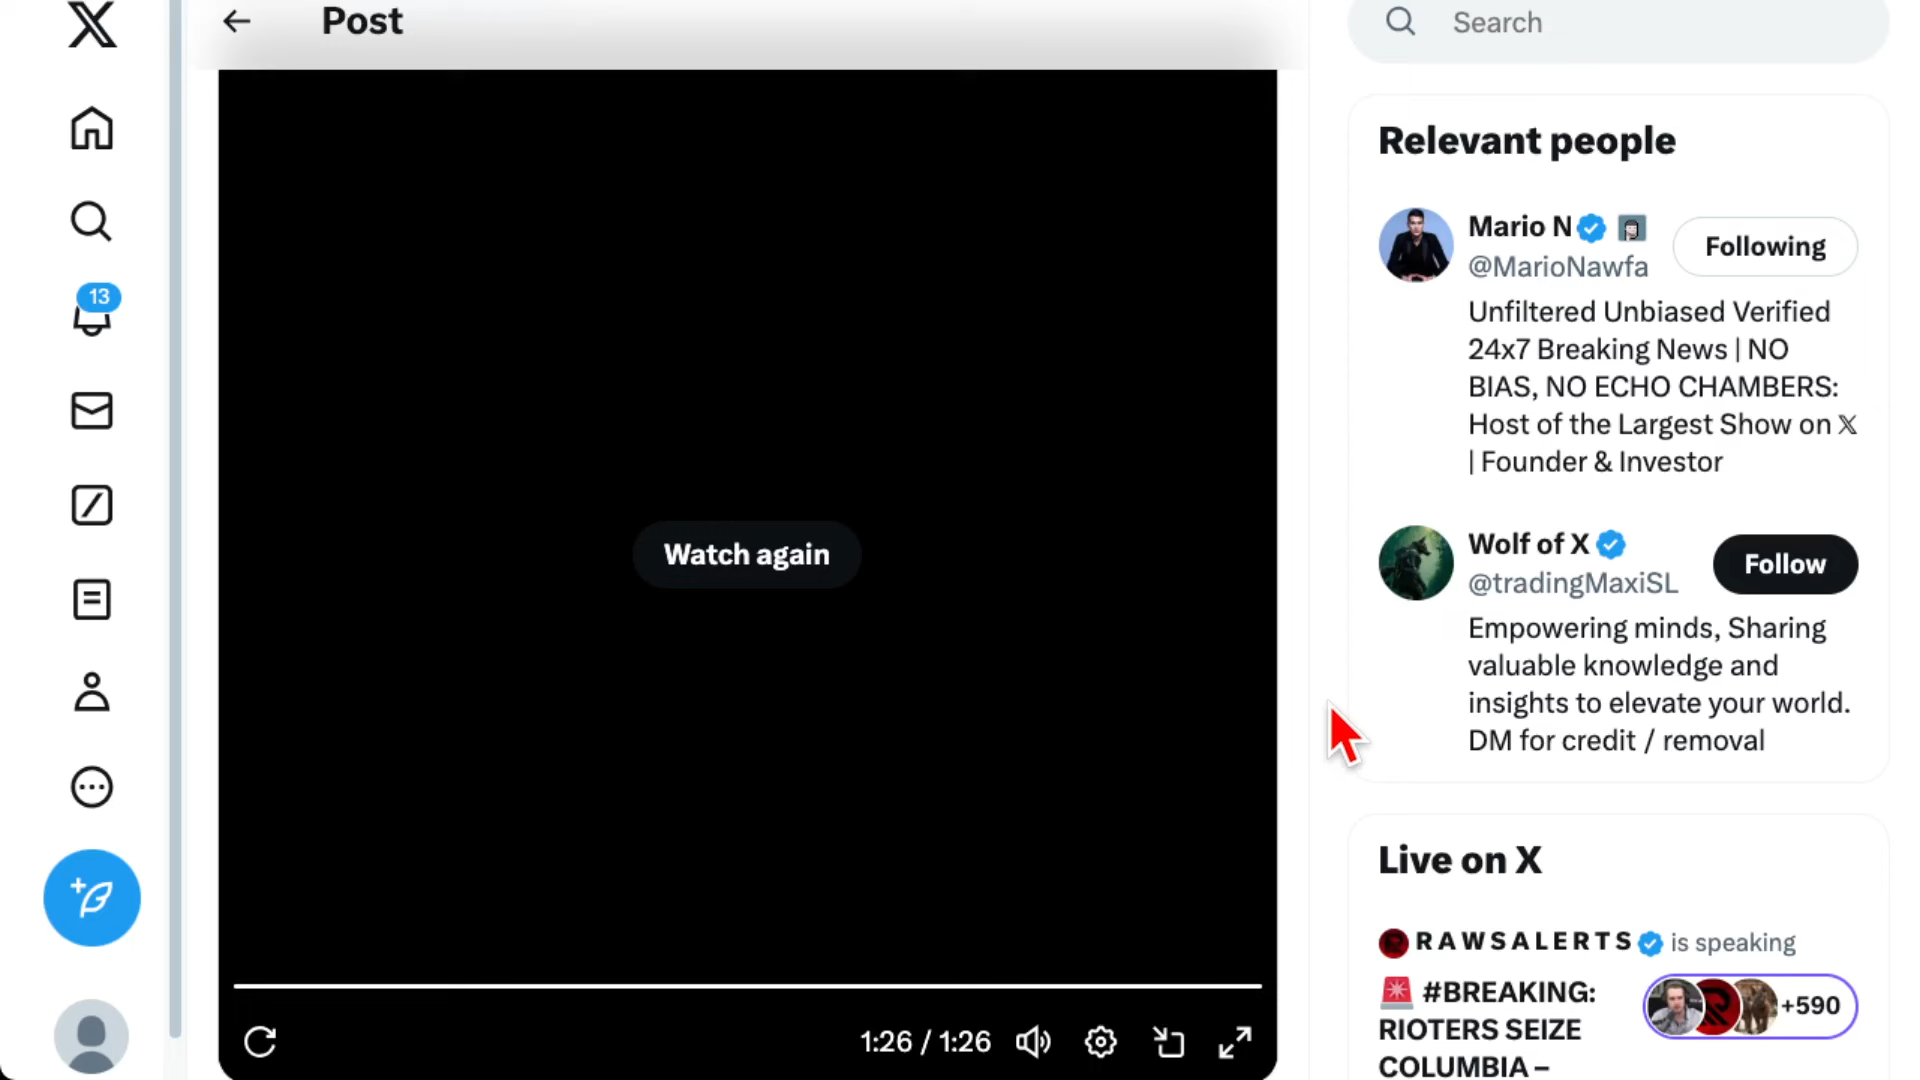 Post
Search
13
Watch again
1:26 / 1:26
Relevant people
Mario N
@MarioNawfa
Following
Unfiltered Unbiased Verified
24x7 Breaking News | NO
BIAS, NO ECHO CHAMBERS:
Host of the Largest Show on 𝕏
| Founder & Investor
Wolf of X
@tradingMaxiSL
Follow
Empowering minds, Sharing
valuable knowledge and
insights to elevate your world.
DM for credit / removal
Live on X
R A W S A L E R T S is speaking
#BREAKING:
RIOTERS SEIZE
COLUMBIA –
+590